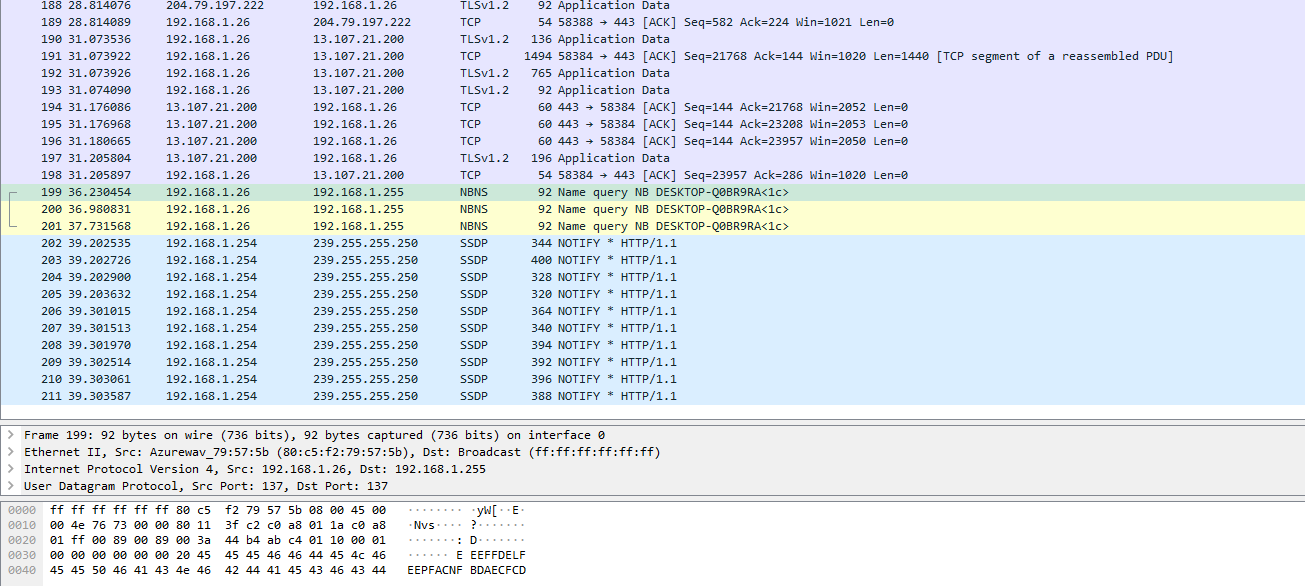 188 28.814076 204.79.197.222 192.168.1.26 TLSv1.2 92 Application Data
189 28.814089 192.168.1.26 204.79.197.222 TCP 54 58388 → 443 [ACK] Seq=582 Ack=224 Win=1021 Len=0
190 31.073536 192.168.1.26 13.107.21.200 TLSv1.2 136 Application Data
191 31.073922 192.168.1.26 13.107.21.200 TCP 1494 58384 → 443 [ACK] Seq=21768 Ack=144 Win=1020 Len=1440 [TCP segment of a reassembled PDU]
192 31.073926 192.168.1.26 13.107.21.200 TLSv1.2 765 Application Data
193 31.074090 192.168.1.26 13.107.21.200 TLSv1.2 92 Application Data
194 31.176086 13.107.21.200 192.168.1.26 TCP 60 443 → 58384 [ACK] Seq=144 Ack=21768 Win=2052 Len=0
195 31.176968 13.107.21.200 192.168.1.26 TCP 60 443 → 58384 [ACK] Seq=144 Ack=23208 Win=2053 Len=0
196 31.180665 13.107.21.200 192.168.1.26 TCP 60 443 → 58384 [ACK] Seq=144 Ack=23957 Win=2050 Len=0
197 31.205804 13.107.21.200 192.168.1.26 TLSv1.2 196 Application Data
198 31.205897 192.168.1.26 13.107.21.200 TCP 54 58384 → 443 [ACK] Seq=23957 Ack=286 Win=1020 Len=0
199 36.230454 192.168.1.26 192.168.1.255 NBNS 92 Name query NB DESKTOP-Q0BR9RA<1c>
200 36.980831 192.168.1.26 192.168.1.255 NBNS 92 Name query NB DESKTOP-Q0BR9RA<1c>
201 37.731568 192.168.1.26 192.168.1.255 NBNS 92 Name query NB DESKTOP-Q0BR9RA<1c>
202 39.202535 192.168.1.254 239.255.255.250 SSDP 344 NOTIFY * HTTP/1.1
203 39.202726 192.168.1.254 239.255.255.250 SSDP 400 NOTIFY * HTTP/1.1
204 39.202900 192.168.1.254 239.255.255.250 SSDP 328 NOTIFY * HTTP/1.1
205 39.203632 192.168.1.254 239.255.255.250 SSDP 320 NOTIFY * HTTP/1.1
206 39.301015 192.168.1.254 239.255.255.250 SSDP 364 NOTIFY * HTTP/1.1
207 39.301513 192.168.1.254 239.255.255.250 SSDP 340 NOTIFY * HTTP/1.1
208 39.301970 192.168.1.254 239.255.255.250 SSDP 394 NOTIFY * HTTP/1.1
209 39.302514 192.168.1.254 239.255.255.250 SSDP 392 NOTIFY * HTTP/1.1
210 39.303061 192.168.1.254 239.255.255.250 SSDP 396 NOTIFY * HTTP/1.1
211 39.303587 192.168.1.254 239.255.255.250 SSDP 388 NOTIFY * HTTP/1.1
Frame 199: 92 bytes on wire (736 bits), 92 bytes captured (736 bits) on interface 0
Ethernet II, Src: Azurewav_79:57:5b (80:c5:f2:79:57:5b), Dst: Broadcast (ff:ff:ff:ff:ff:ff)
Internet Protocol Version 4, Src: 192.168.1.26, Dst: 192.168.1.255
User Datagram Protocol, Src Port: 137, Dst Port: 137
0000 ff ff ff ff ff ff 80 c5 f2 79 57 5b 08 00 45 00 ········ ·yW[··E·
0010 00 4e 76 73 00 00 80 11 3f c2 c0 a8 01 1a c0 a8 ·Nvs···· ?·······
0020 01 ff 00 89 00 89 00 3a 44 b4 ab c4 01 10 00 01 ·······: D·······
0030 00 00 00 00 00 00 20 45 45 45 46 46 44 45 4c 46 ······ E EEFFDELF
0040 45 45 50 46 41 43 4e 46 42 44 41 45 43 46 43 44 EEPFACNF BDAECFCD